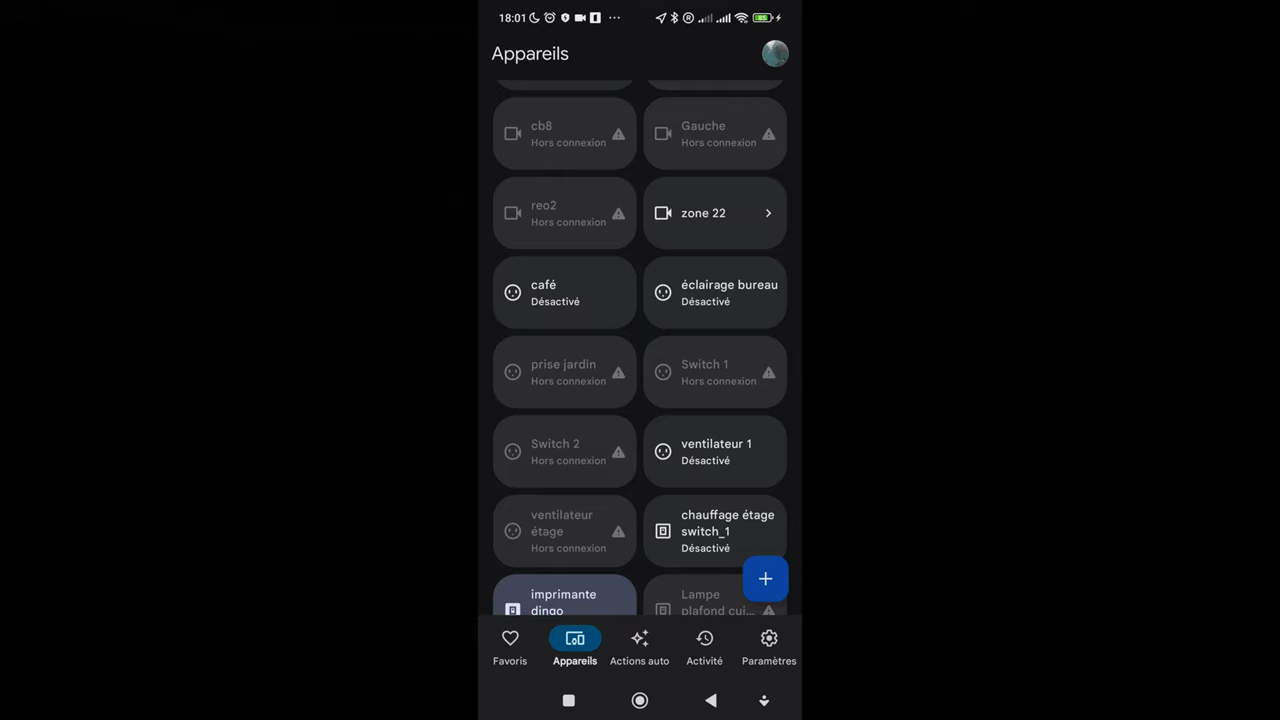 18:01
Appareils
cb8
Hors connexion
Gauche
Hors connexion
reo2
Hors connexion
zone 22
café
Désactivé
éclairage bureau
Désactivé
prise jardin
Hors connexion
Switch 1
Hors connexion
Switch 2
Hors connexion
ventilateur 1
Désactivé
ventilateur
étage
Hors connexion
chauffage étage
switch_1
Désactivé
imprimante
dingo
Lampe
plafond cui...
Favoris
Appareils
Actions auto
Activité
Paramètres